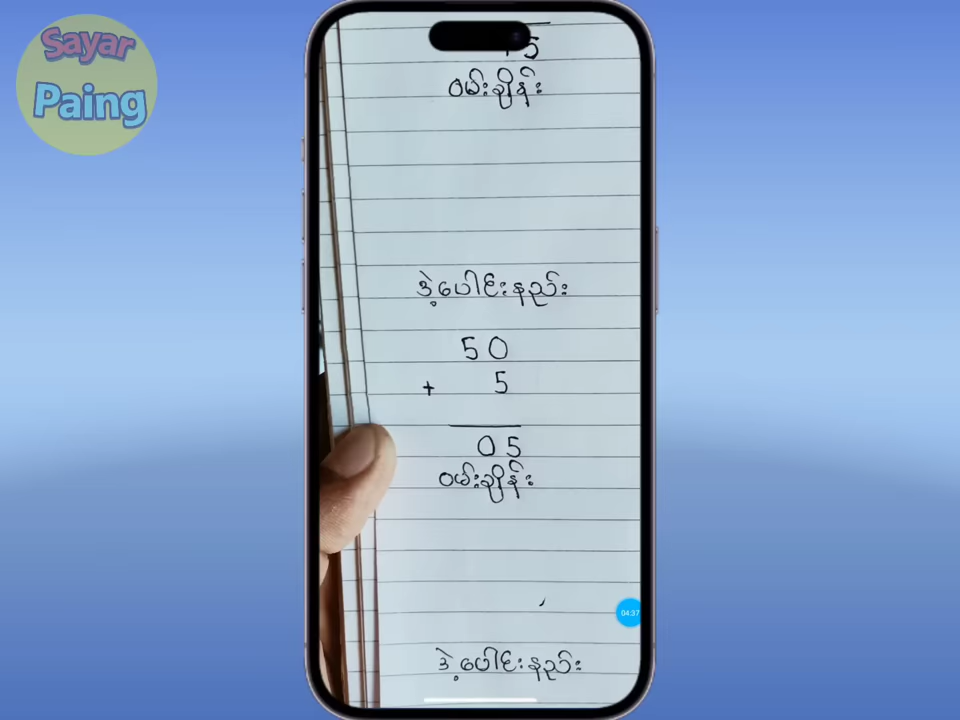 Sayar
Paing
5
ဝမ်းချိန်း
ဒဲ့ပေါင်းနည်း
50
+ 5
05
ဝမ်းချိန်း
04:37
ဒဲ့ပေါင်းနည်း